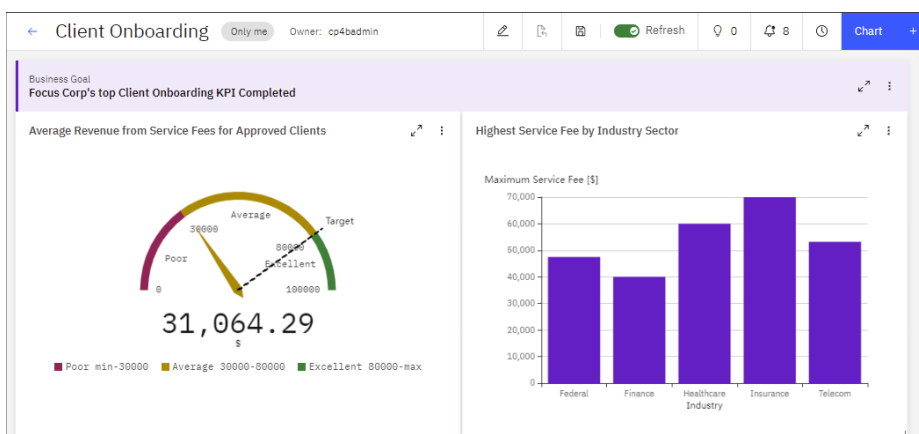 ← Client Onboarding Only me Owner: cp4badmin Refresh 0 8 Chart +
Business Goal
Focus Corp's top Client Onboarding KPI Completed
Average Revenue from Service Fees for Approved Clients
Average
Target
30000
80000
Poor
Excellent
0
100000
31,064.29
$
Poor min-30000 Average 30000-80000 Excellent 80000-max
Highest Service Fee by Industry Sector
Maximum Service Fee [$]
70,000
60,000
50,000
40,000
30,000
20,000
10,000
0
Federal Finance Healthcare Insurance Telecom
Industry